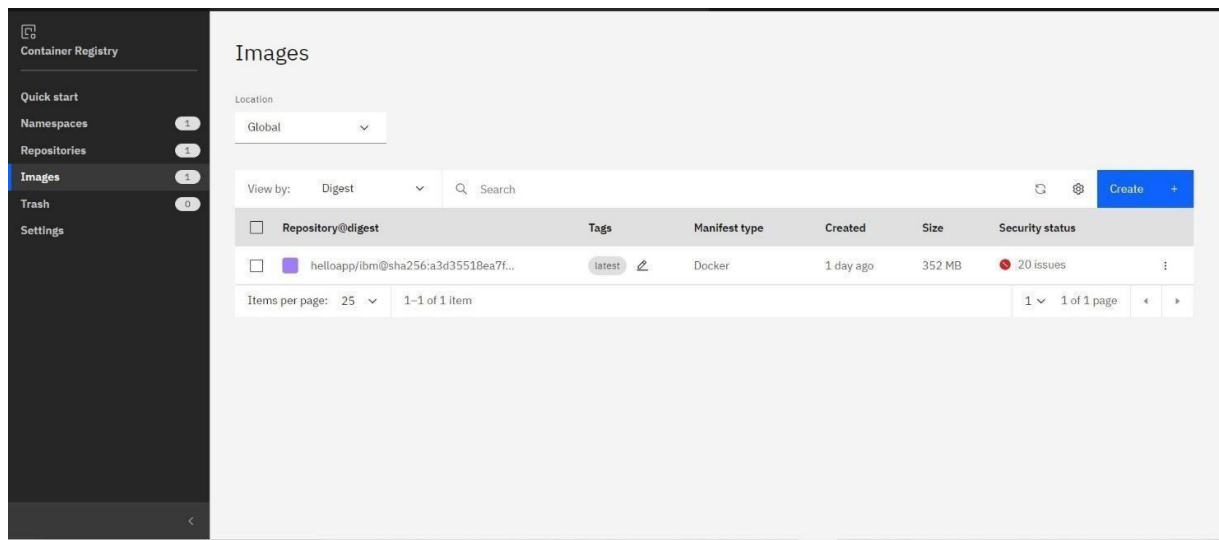 Container Registry
Quick start
Namespaces 1
Repositories 1
Images 1
Trash 0
Settings
Images
Location
Global
View by: Digest Search Create +
Repository@digest Tags Manifest type Created Size Security status
helloapp/ibm@sha256:a3d35518ea7f... latest Docker 1 day ago 352 MB 20 issues
Items per page: 25 1–1 of 1 item 1 1 of 1 page